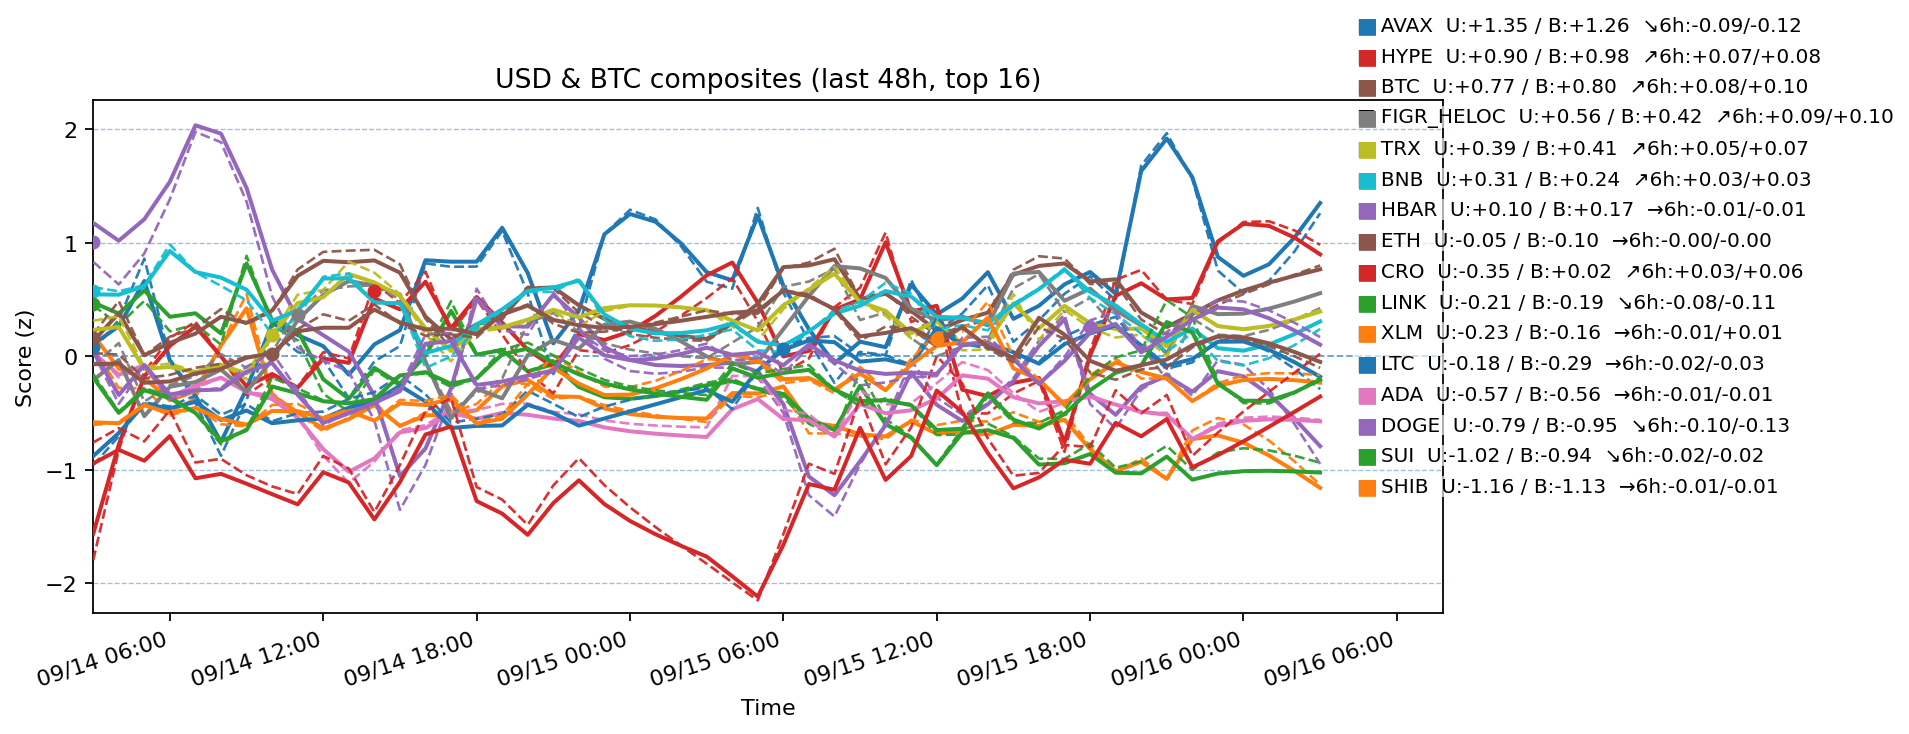 AVAX  U:+1.35 / B:+1.26  ↘6h:-0.09/-0.12
HYPE  U:+0.90 / B:+0.98  ↗6h:+0.07/+0.08
USD & BTC composites (last 48h, top 16)
BTC  U:+0.77 / B:+0.80  ↗6h:+0.08/+0.10
FIGR_HELOC  U:+0.56 / B:+0.42  ↗6h:+0.09/+0.10
TRX  U:+0.39 / B:+0.41  ↗6h:+0.05/+0.07
BNB  U:+0.31 / B:+0.24  ↗6h:+0.03/+0.03
HBAR  U:+0.10 / B:+0.17  →6h:-0.01/-0.01
ETH  U:-0.05 / B:-0.10  →6h:-0.00/-0.00
CRO  U:-0.35 / B:+0.02  ↗6h:+0.03/+0.06
LINK  U:-0.21 / B:-0.19  ↘6h:-0.08/-0.11
XLM  U:-0.23 / B:-0.16  →6h:-0.01/+0.01
LTC  U:-0.18 / B:-0.29  →6h:-0.02/-0.03
ADA  U:-0.57 / B:-0.56  →6h:-0.01/-0.01
DOGE  U:-0.79 / B:-0.95  ↘6h:-0.10/-0.13
SUI  U:-1.02 / B:-0.94  ↘6h:-0.02/-0.02
SHIB  U:-1.16 / B:-1.13  →6h:-0.01/-0.01
Score (z)
2
1
0
−1
−2
09/14 06:00
09/14 12:00
09/14 18:00
09/15 00:00
09/15 06:00
09/15 12:00
09/15 18:00
09/16 00:00
09/16 06:00
Time